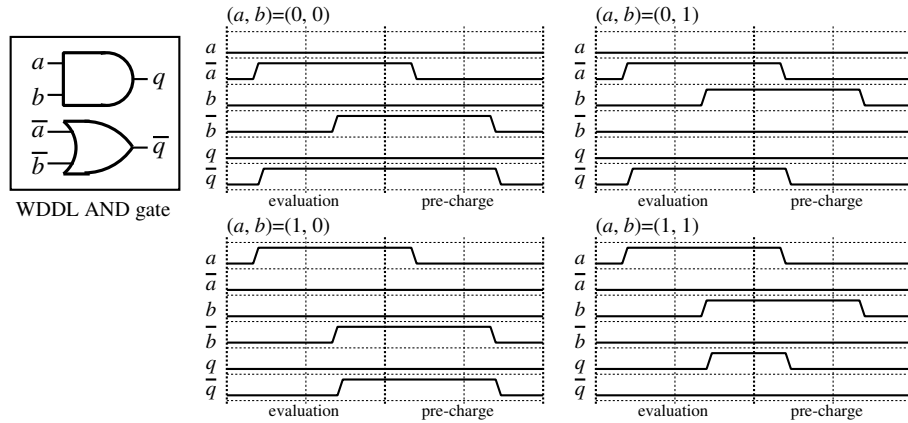 a
b
q
a̅
b̅
q̅
WDDL AND gate
(a, b)=(0, 0)
a
a̅
b
b̅
q
q̅
evaluation pre-charge
(a, b)=(0, 1)
a
a̅
b
b̅
q
q̅
evaluation pre-charge
(a, b)=(1, 0)
a
a̅
b
b̅
q
q̅
evaluation pre-charge
(a, b)=(1, 1)
a
a̅
b
b̅
q
q̅
evaluation pre-charge